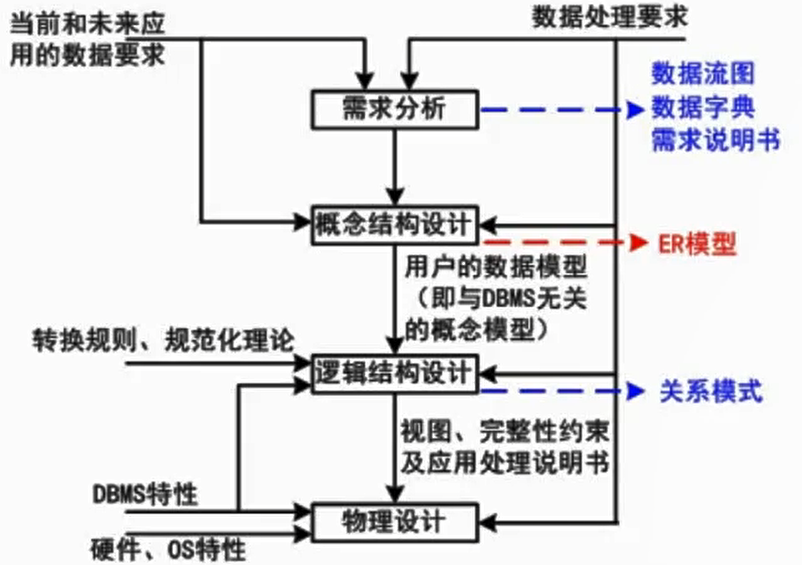 当前和未来应
用的数据要求
数据处理要求
数据流图
数据字典
需求说明书
需求分析
概念结构设计
ER模型
用户的数据模型
（即与DBMS无关
的概念模型）
转换规则、规范化理论
逻辑结构设计
关系模式
视图、完整性约束
及应用处理说明书
DBMS特性
物理设计
硬件、OS特性